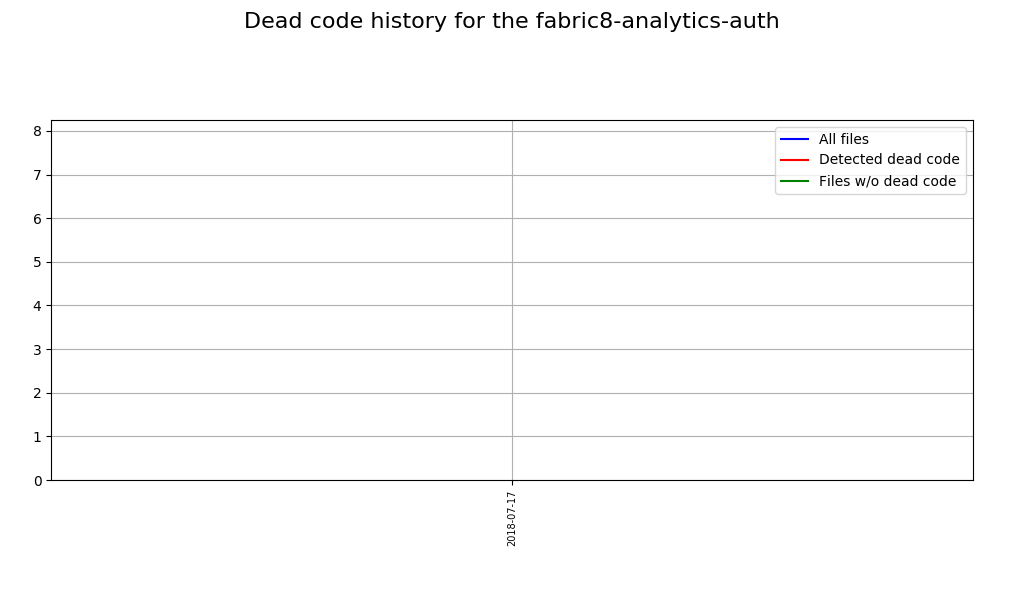 Dead code history for the fabric8-analytics-auth
8
7
6
5
4
3
2
1
0
All files
Detected dead code
Files w/o dead code
2018-07-17